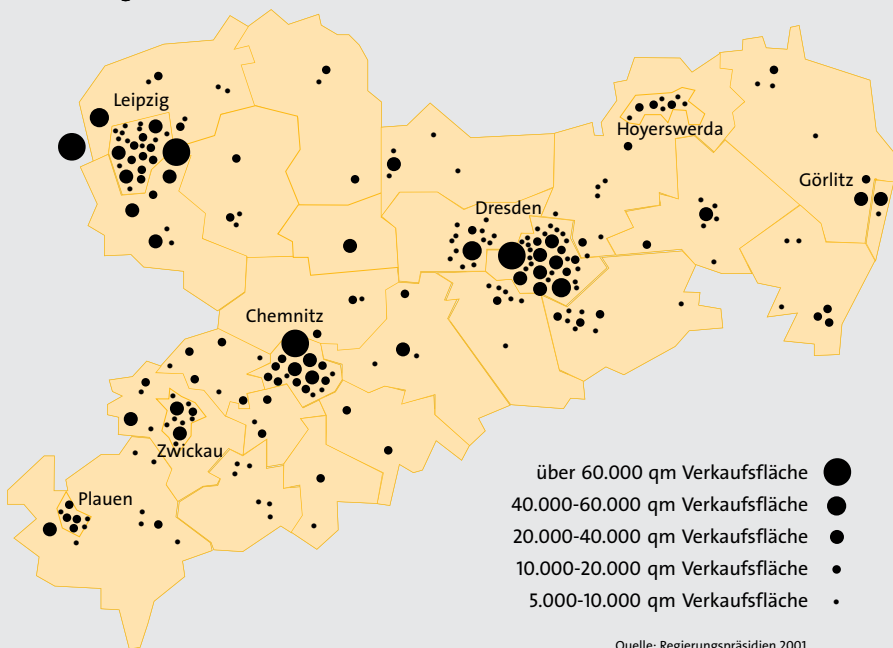 Leipzig
Hoyerswerda
Görlitz
Dresden
Chemnitz
Zwickau
Plauen
über 60.000 qm Verkaufsfläche
40.000-60.000 qm Verkaufsfläche
20.000-40.000 qm Verkaufsfläche
10.000-20.000 qm Verkaufsfläche
5.000-10.000 qm Verkaufsfläche
Quelle: Regierungspräsidien 2001